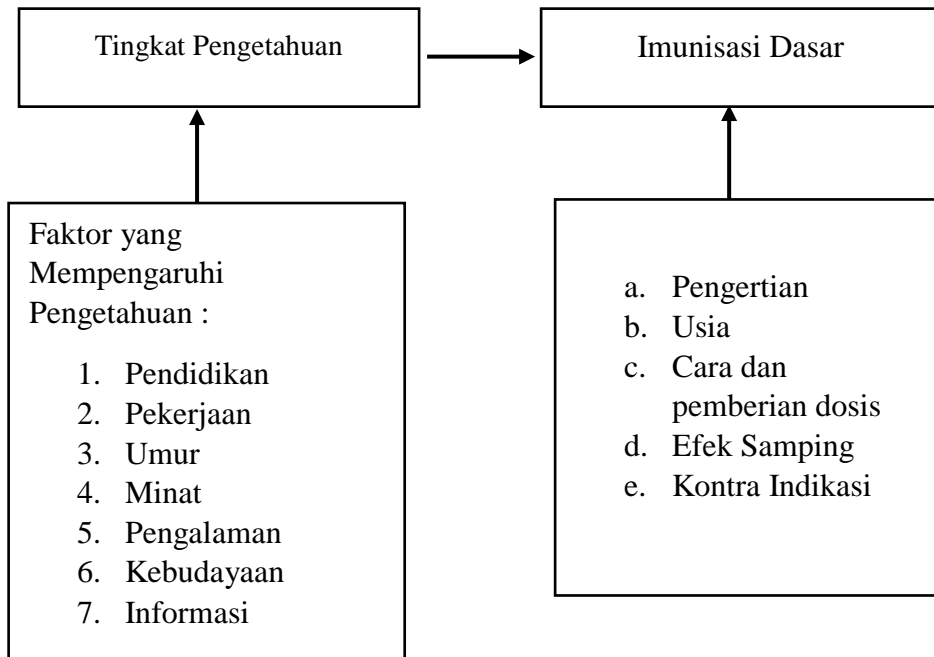 Tingkat Pengetahuan
Imunisasi Dasar
Faktor yang
Mempengaruhi
Pengetahuan :
1. Pendidikan
2. Pekerjaan
3. Umur
4. Minat
5. Pengalaman
6. Kebudayaan
7. Informasi
a. Pengertian
b. Usia
c. Cara dan
pemberian dosis
d. Efek Samping
e. Kontra Indikasi